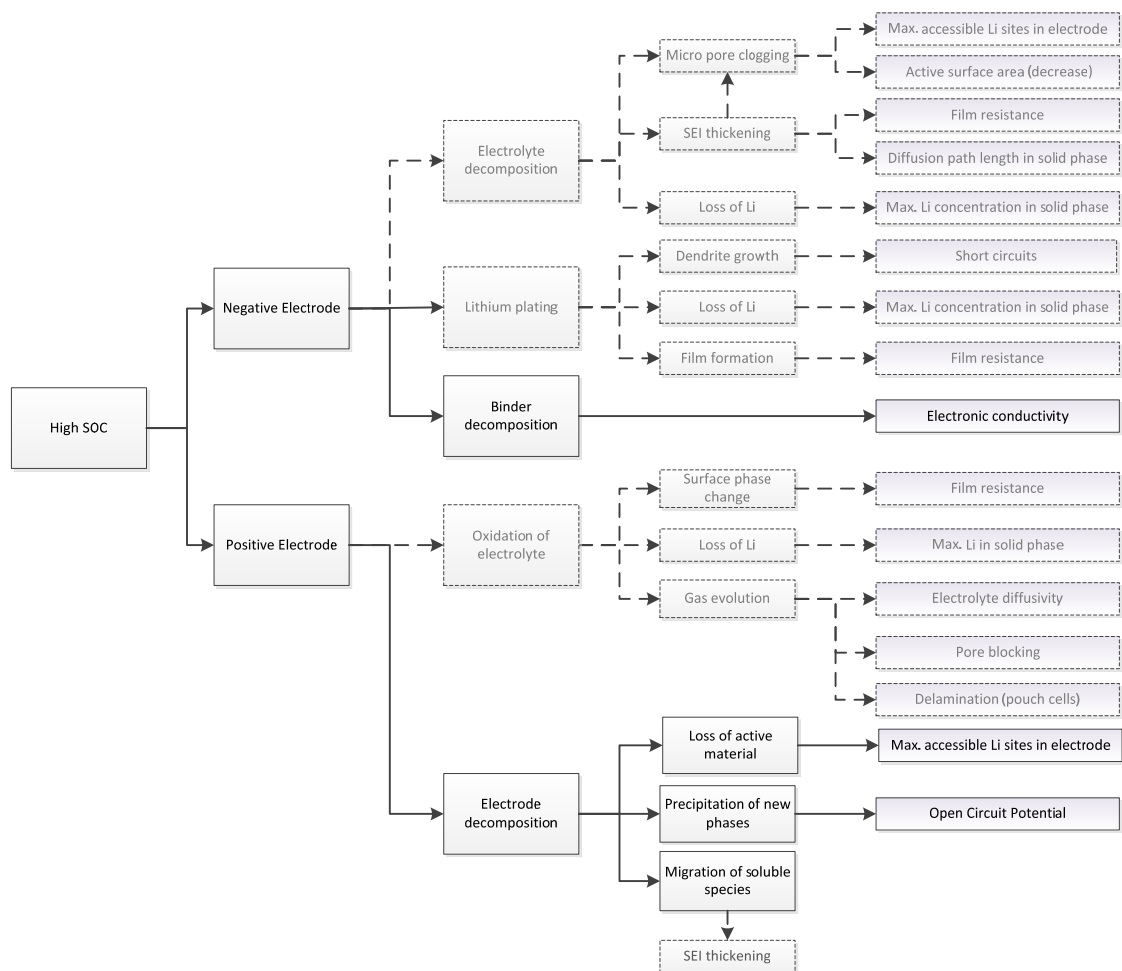 Max. accessible Li sites in electrode
Micro pore clogging
Active surface area (decrease)
Film resistance
Electrolyte
decomposition
SEI thickening
Diffusion path length in solid phase
Loss of Li
Max. Li concentration in solid phase
Dendrite growth
Short circuits
Negative Electrode
Lithium plating
Loss of Li
Max. Li concentration in solid phase
Film formation
Film resistance
High SOC
Binder
decomposition
Electronic conductivity
Surface phase
change
Film resistance
Positive Electrode
Oxidation of
electrolyte
Loss of Li
Max. Li in solid phase
Gas evolution
Electrolyte diffusivity
Pore blocking
Delamination (pouch cells)
Loss of active
material
Max. accessible Li sites in electrode
Electrode
decomposition
Precipitation of new
phases
Open Circuit Potential
Migration of soluble
species
SEI thickening